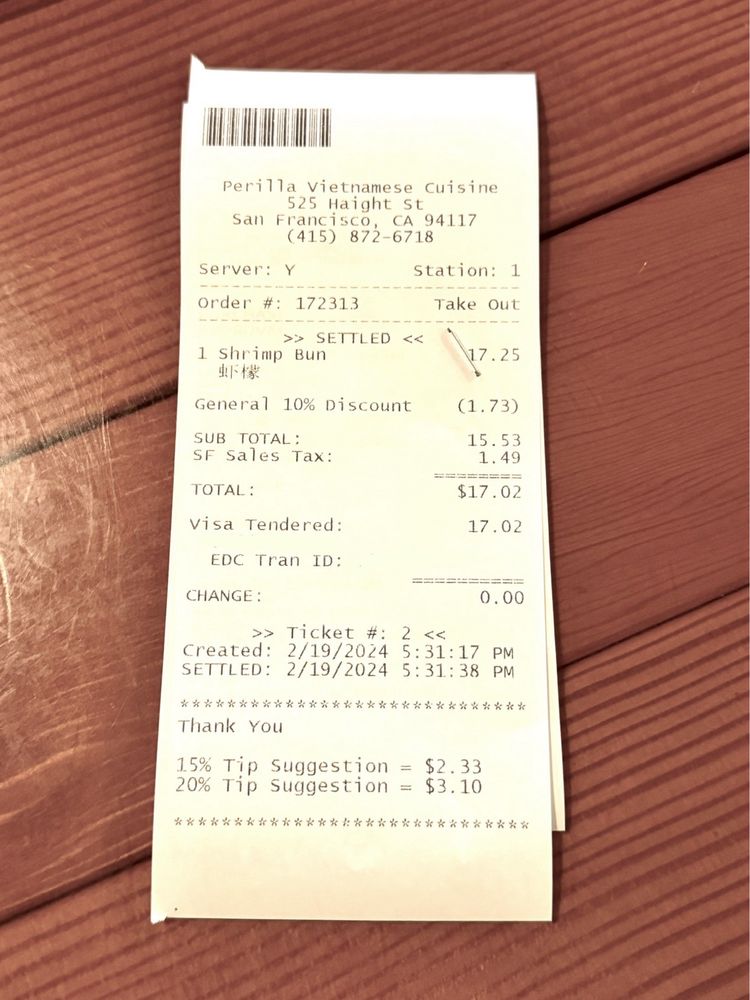 Perilla Vietnamese Cuisine
525 Haight St
San Francisco, CA 94117
(415) 872-6718
Server: Y Station: 1
Order #: 172313 Take Out
>> SETTLED <<
1 Shrimp Bun 17.25
虾檬
General 10% Discount (1.73)
SUB TOTAL: 15.53
SF Sales Tax: 1.49
=========
TOTAL: $17.02
Visa Tendered: 17.02
EDC Tran ID:
==========
CHANGE: 0.00
>> Ticket #: 2 <<
Created: 2/19/2024 5:31:17 PM
SETTLED: 2/19/2024 5:31:38 PM
******************************
Thank You
15% Tip Suggestion = $2.33
20% Tip Suggestion = $3.10
******************************